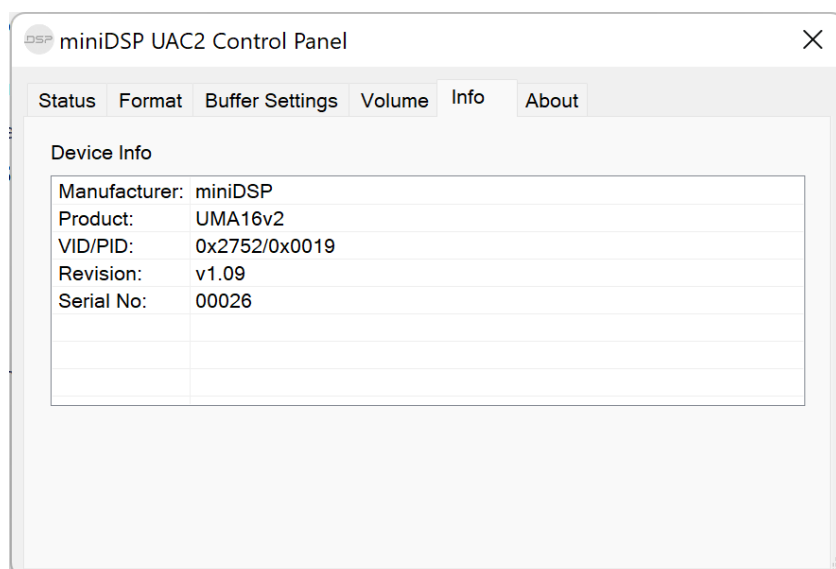 DSP miniDSP UAC2 Control Panel
Status Format Buffer Settings Volume Info About
Device Info
Manufacturer: miniDSP
Product: UMA16v2
VID/PID: 0x2752/0x0019
Revision: v1.09
Serial No: 00026